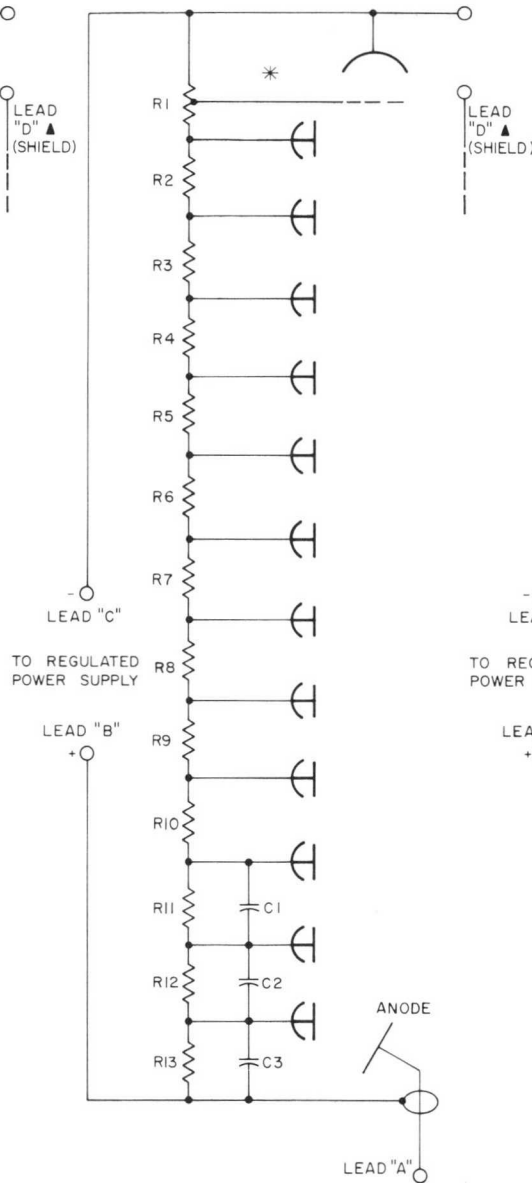 *
LEAD
"D" ▲
(SHIELD)
LEAD
"D" ▲
(SHIELD)
R1
R2
R3
R4
R5
R6
R7
-
LEAD "C"
-
TO REGULATED
POWER SUPPLY
R8
POWER
LEAD "B"
+
R9
+
R10
R11
C1
R12
C2
ANODE
R13
C3
LEAD "A"